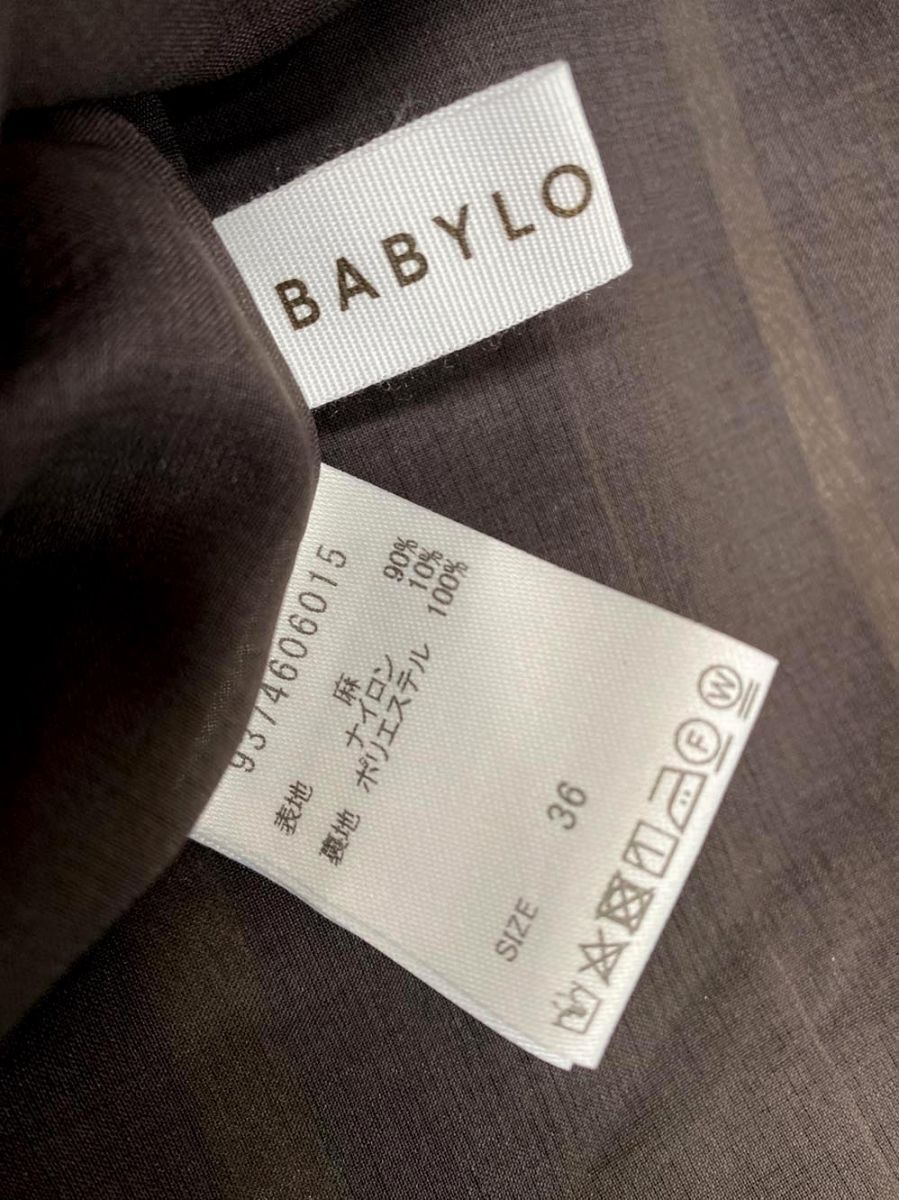 BABYLO
9374606015
表地 麻 90%
ナイロン 10%
裏地 ポリエステル 100%
SIZE 36
F W